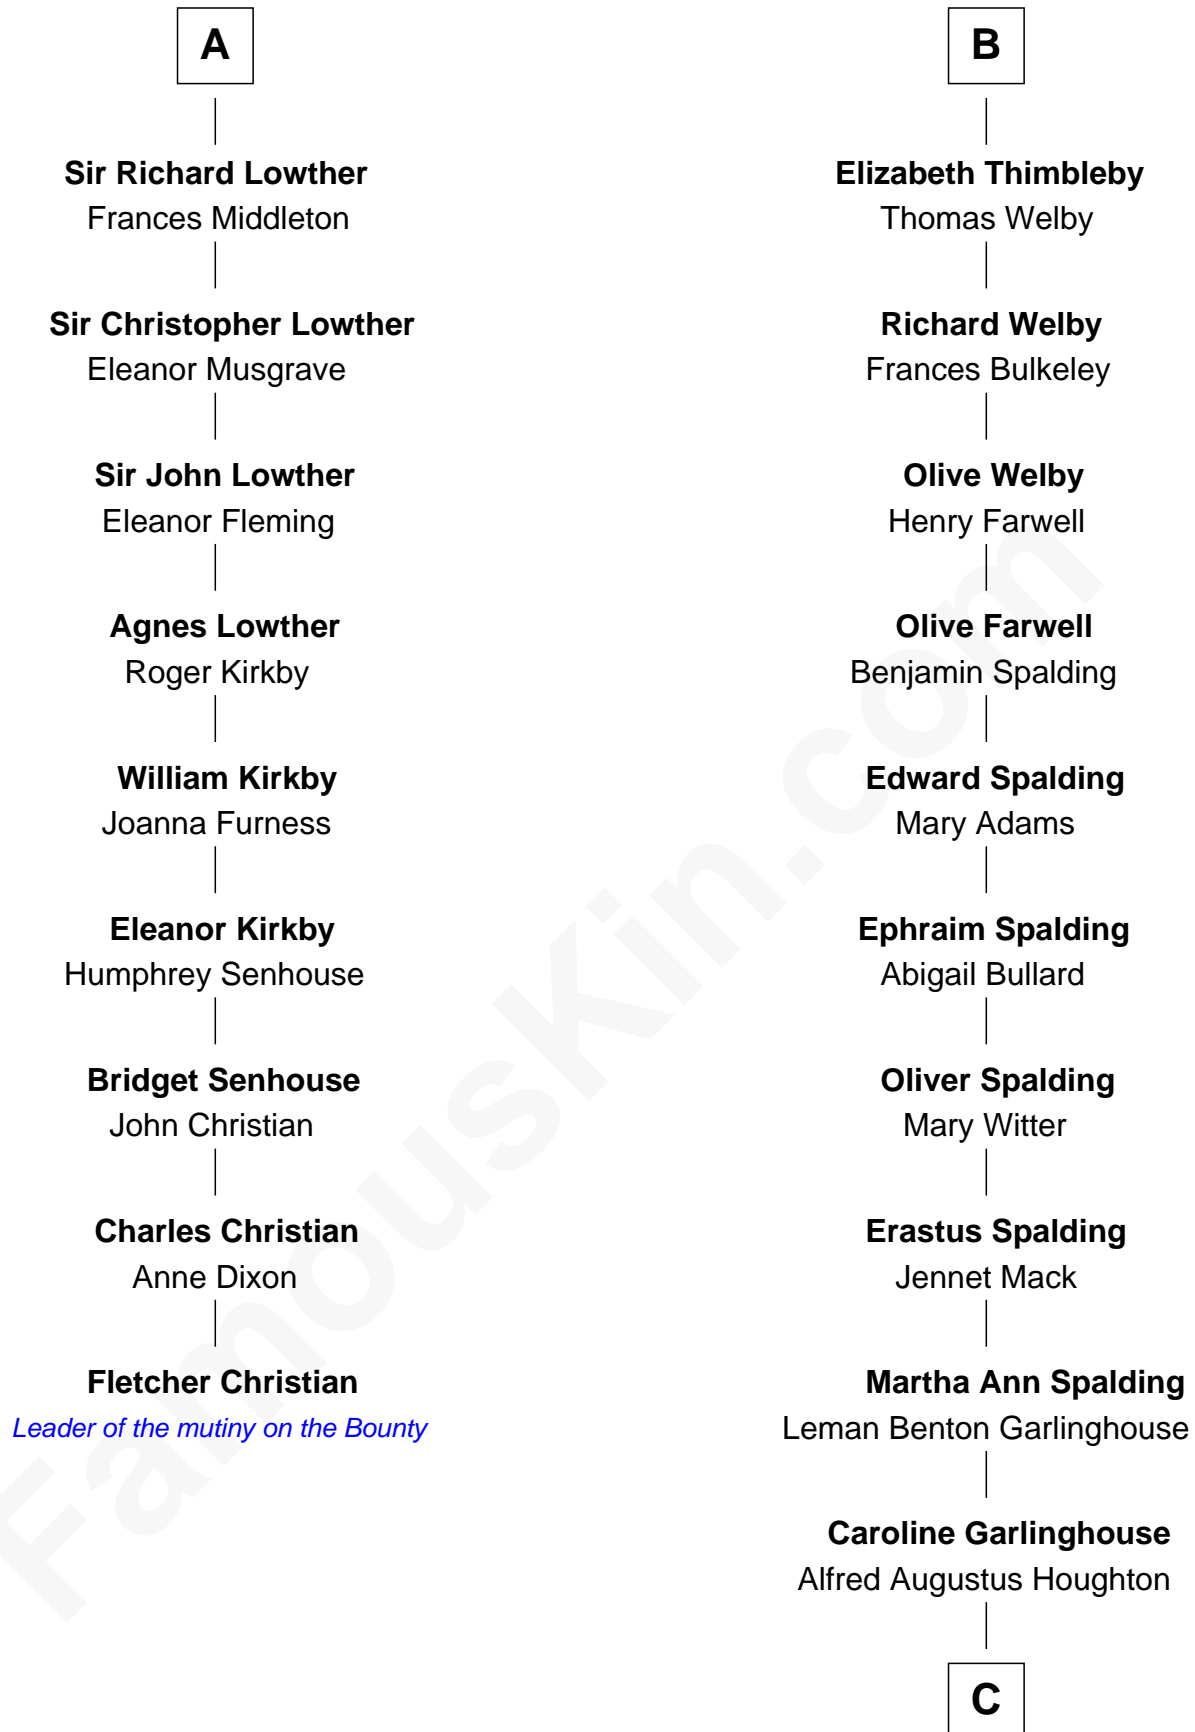 A
Sir Richard Lowther
Frances Middleton
Sir Christopher Lowther
Eleanor Musgrave
Sir John Lowther
Eleanor Fleming
Agnes Lowther
Roger Kirkby
William Kirkby
Joanna Furness
Eleanor Kirkby
Humphrey Senhouse
Bridget Senhouse
John Christian
Charles Christian
Anne Dixon
Fletcher Christian
Leader of the mutiny on the Bounty
B
Elizabeth Thimbleby
Thomas Welby
Richard Welby
Frances Bulkeley
Olive Welby
Henry Farwell
Olive Farwell
Benjamin Spalding
Edward Spalding
Mary Adams
Ephraim Spalding
Abigail Bullard
Oliver Spalding
Mary Witter
Erastus Spalding
Jennet Mack
Martha Ann Spalding
Leman Benton Garlinghouse
Caroline Garlinghouse
Alfred Augustus Houghton
C
FamousKin.com